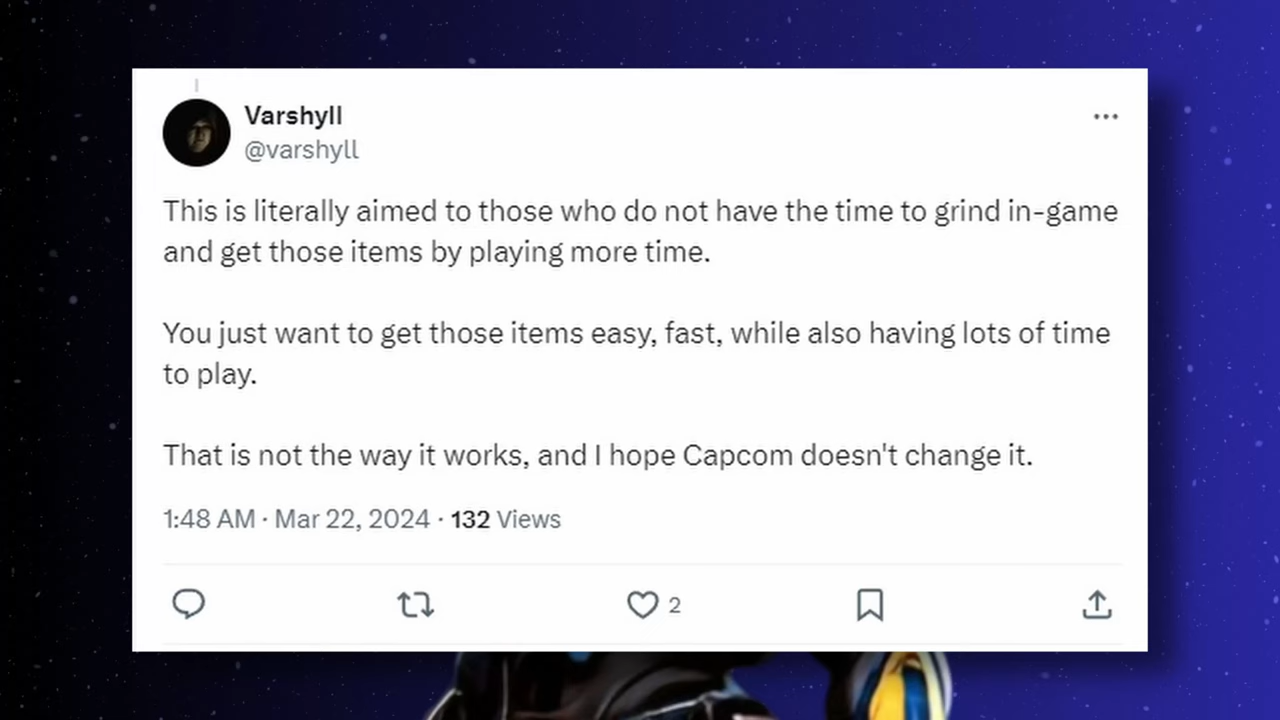 Varshyll
@varshyll
This is literally aimed to those who do not have the time to grind in-game
and get those items by playing more time.
You just want to get those items easy, fast, while also having lots of time
to play.
That is not the way it works, and I hope Capcom doesn't change it.
1:48 AM · Mar 22, 2024 · 132 Views
2